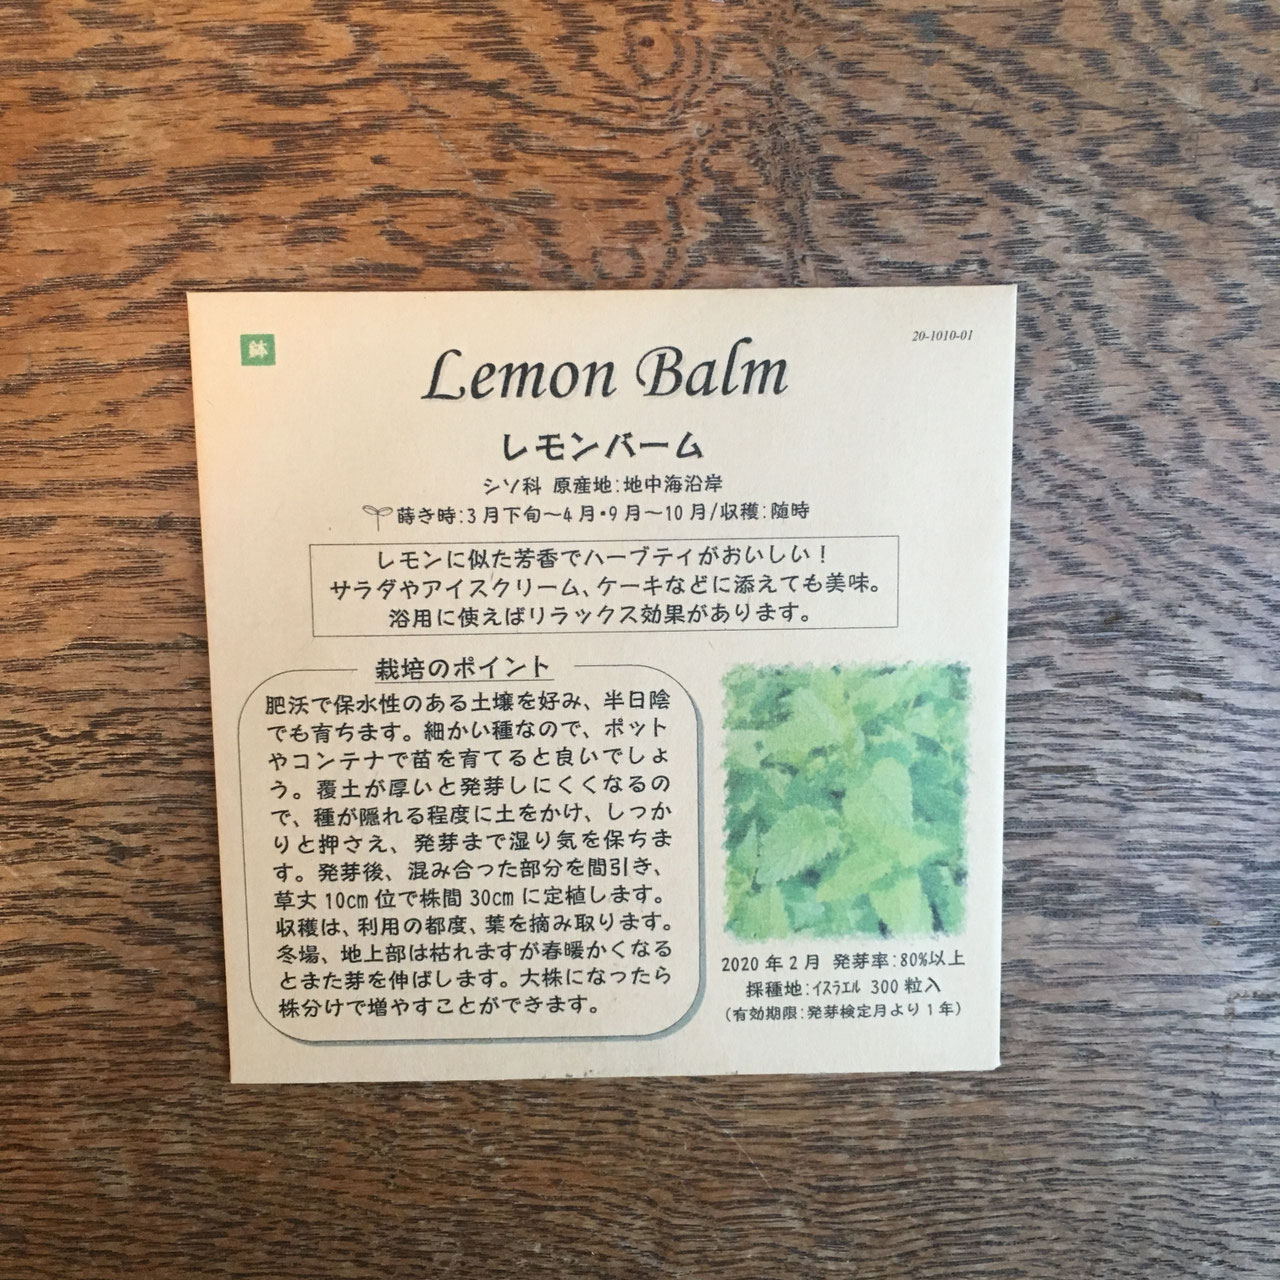 鉢
20-1010-01
Lemon Balm
レモンバーム
シソ科 原産地:地中海沿岸
蒔き時:3月下旬〜4月・9月〜10月/収穫:随時
レモンに似た芳香でハーブティがおいしい!
サラダやアイスクリーム、ケーキなどに添えても美味。
浴用に使えばリラックス効果があります。
栽培のポイント
肥沃で保水性のある土壌を好み、半日陰
でも育ちます。細かい種なので、ポット
やコンテナで苗を育てると良いでしょ
う。覆土が厚いと発芽しにくくなるの
で、種が隠れる程度に土をかけ、しっか
りと押さえ、発芽まで湿り気を保ちま
す。発芽後、混み合った部分を間引き、
草丈10cm位で株間30cmに定植します。
収穫は、利用の都度、葉を摘み取ります。
冬場、地上部は枯れますが春暖かくなる
とまた芽を伸ばします。大株になったら
株分けで増やすことができます。
2020年2月 発芽率:80%以上
採種地:イスラエル 300粒入
(有効期限:発芽検定月より1年)